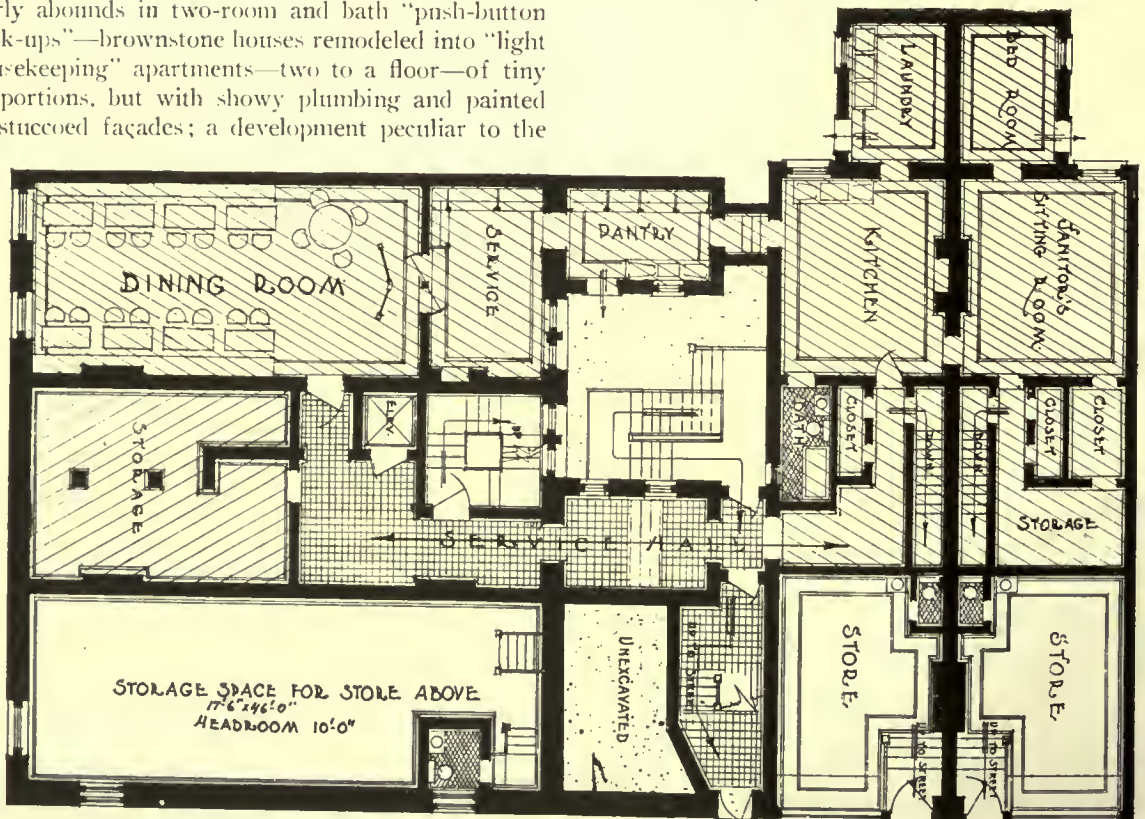 rly abounds in two-room and bath “push-button
k-ups”—brownstone houses remodeled into “light
sekeeping” apartments—two to a floor—of tiny
portions, but with showy plumbing and painted
stuccoed façades; a development peculiar to the
LAUNDRY
BED ROOM
DINING ROOM
SERVICE
PANTRY
KITCHEN
JANITOR'S
SITTING ROOM
STORAGE
ELEV.
UP
BATH
CLOSET
DOWN
DOWN
CLOSET
CLOSET
STORAGE
SERVICE HALL
STORAGE SPACE FOR STORE ABOVE
17'6"x46'0"
HEADROOM 10'0"
UNEXCAVATED
UP TO STREET
STORE
STORE
UP TO STREET
UP TO STREET